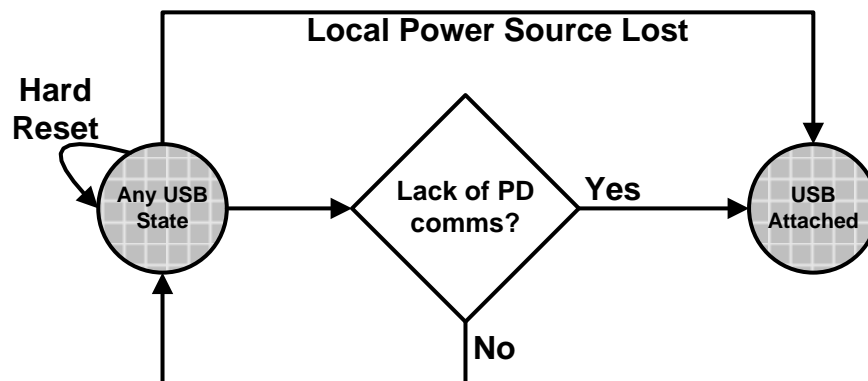 Local Power Source Lost
Hard
Reset
Any USB
State
Lack of PD
comms?
Yes
USB
Attached
No